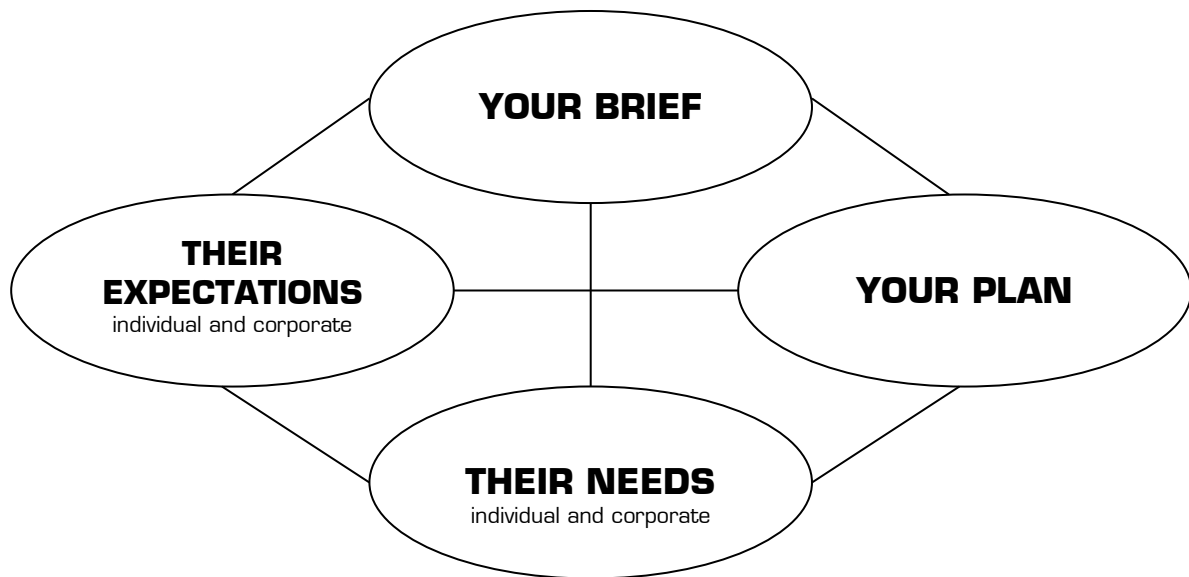 YOUR BRIEF
THEIR
EXPECTATIONS
individual and corporate
YOUR PLAN
THEIR NEEDS
individual and corporate